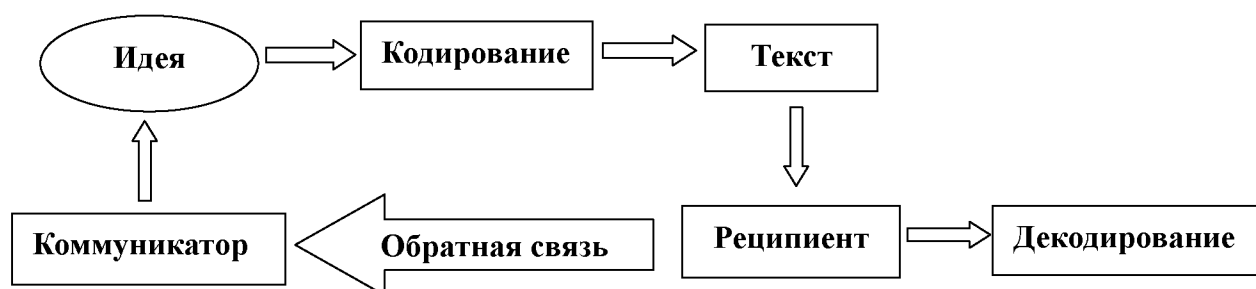 Идея
Кодирование
Текст
Коммуникатор
Обратная связь
Реципиент
Декодирование